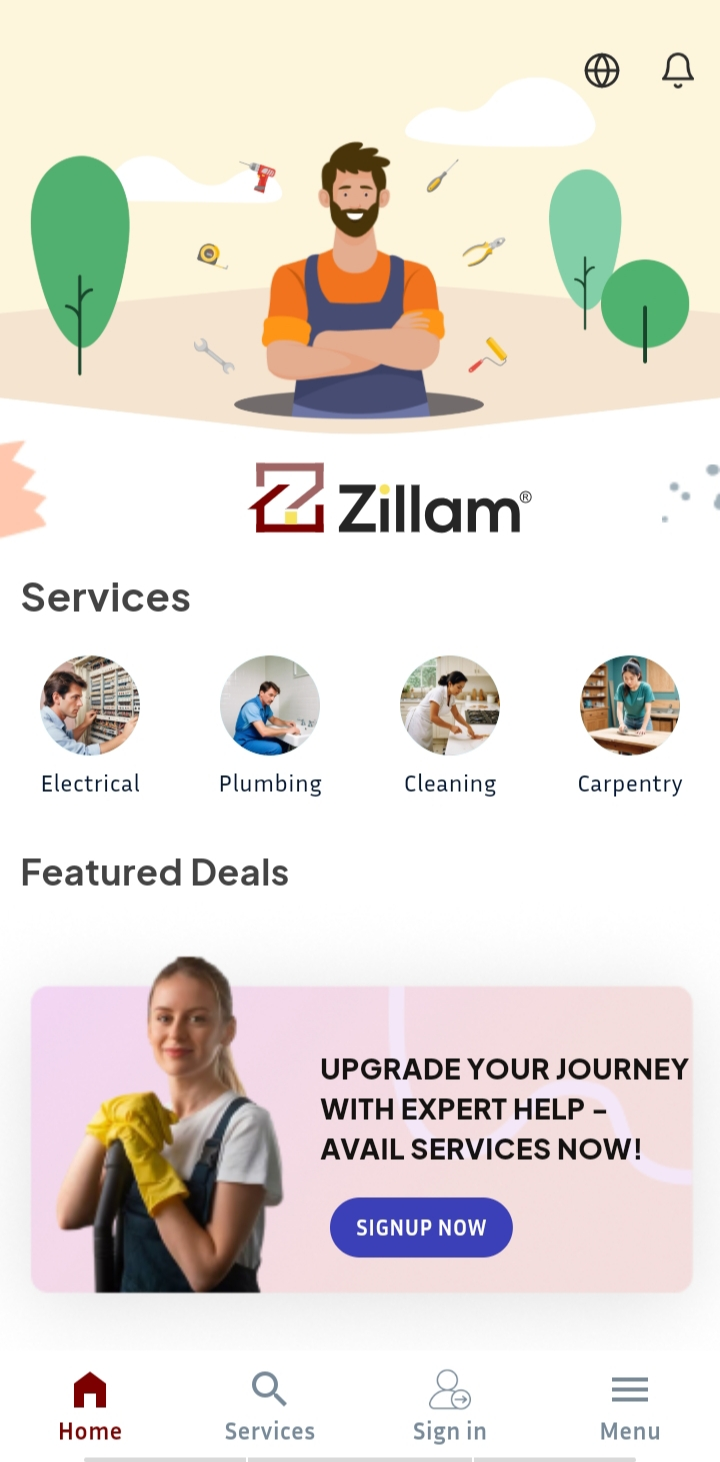 Zillam®
Services
Electrical
Plumbing
Cleaning
Carpentry
Featured Deals
UPGRADE YOUR JOURNEY
WITH EXPERT HELP –
AVAIL SERVICES NOW!
SIGNUP NOW
Home
Services
Sign in
Menu